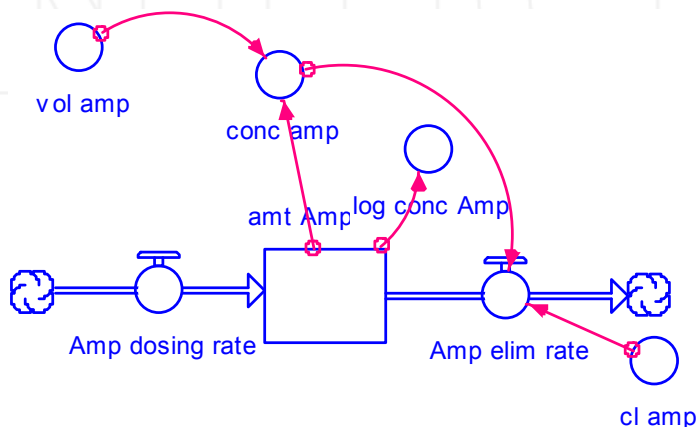 vol amp
conc amp
amt Amp
log conc Amp
Amp dosing rate
Amp elim rate
cl amp